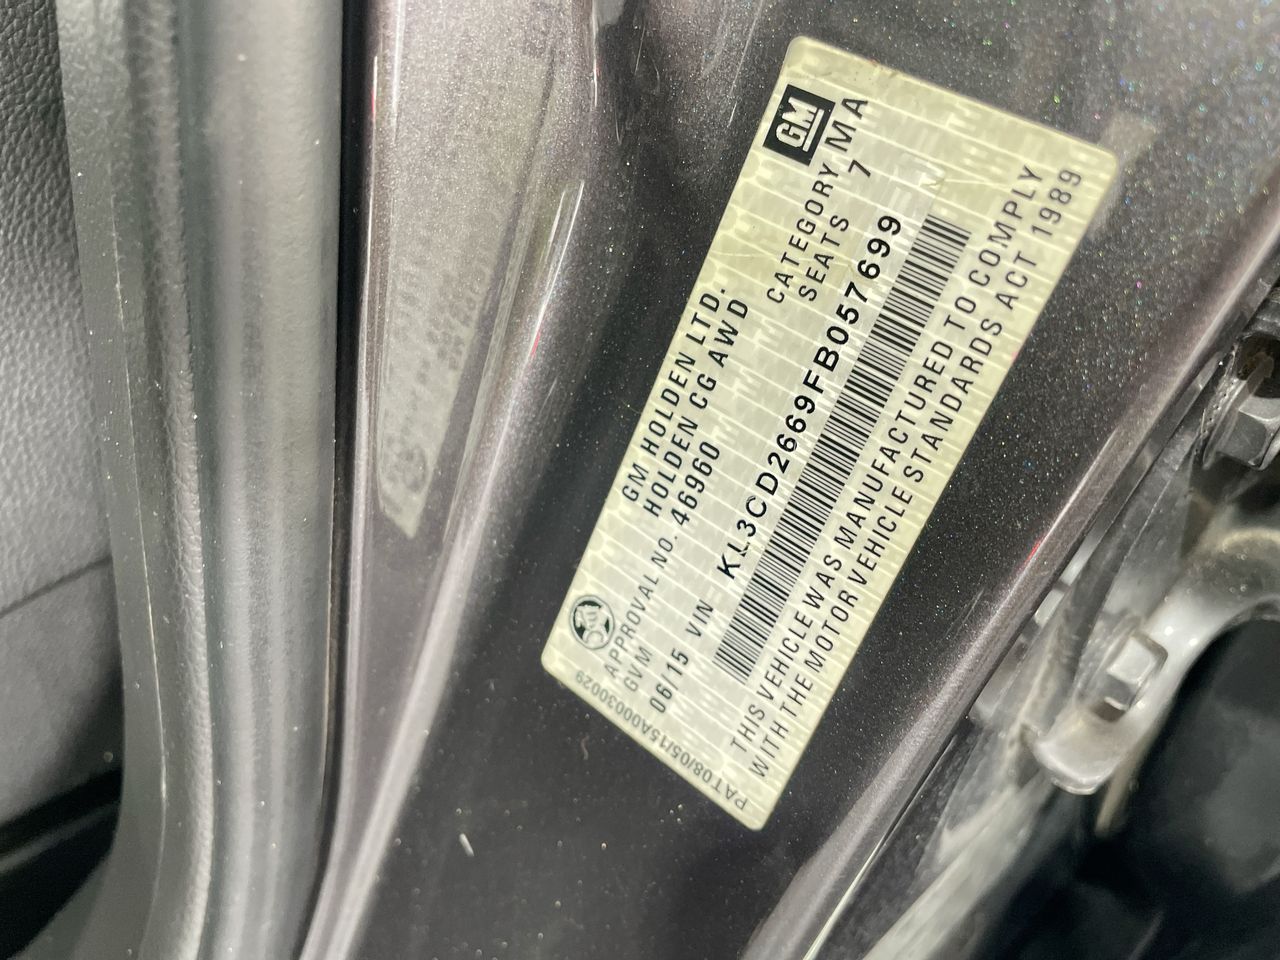 GM
GM HOLDEN LTD.
HOLDEN CG AWD
CATEGORY MA
APPROVAL NO. 46960
SEATS 7
GVM
06/15 VIN KL3CD2669FB057699
THIS VEHICLE WAS MANUFACTURED TO COMPLY
WITH THE MOTOR VEHICLE STANDARDS ACT 1989
PAT08/05/15A00030029